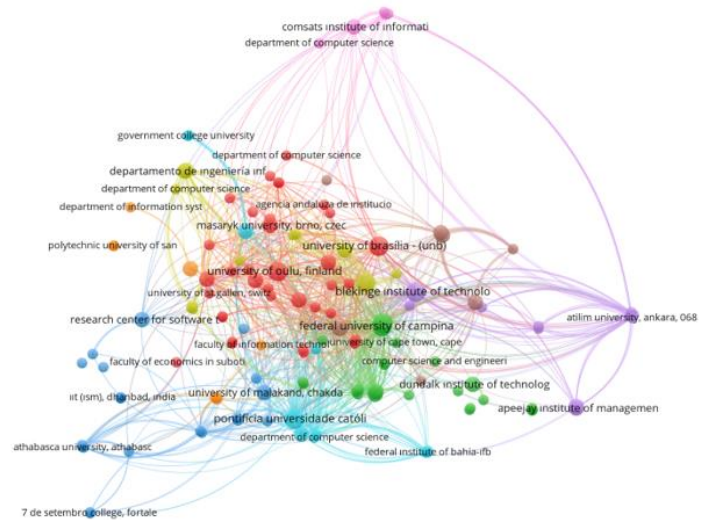 comsats institute of informati
department of computer science
government college university
department of computer science
departamento de ingeniería inf
department of computer science
agencia andaluza de institucio
department of information syst
masaryk university, brno, czec
polytechnic university of san
university of brasilia - (unb)
university of oulu, finland
university of st.gallen, switz
blekinge institute of technolo
research center for software t
atilim university, ankara, 068
federal university of campina
faculty of information technol
university of cape town, cape
faculty of economics in suboti
computer science and engineeri
dundalk institute of technolog
iit (ism), dhanbad, india
university of malakand, chakda
apeejay institute of managemen
pontifícia universidade católi
department of computer science
athabasca university, athabasc
federal institute of bahia-ifb
7 de setembro college, fortale